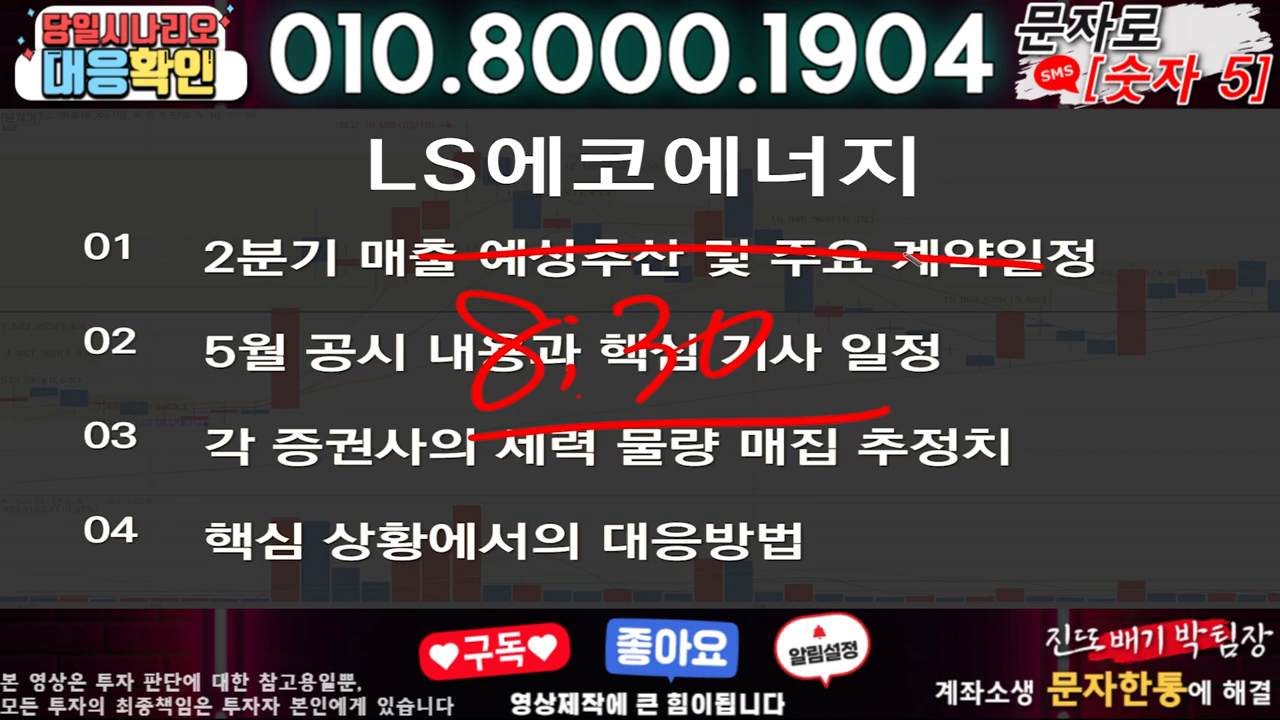 당일시나리오
대응확인
010.8000.1904
문자로
SMS
[숫자 5]
LS에코에너지
01 2분기 매출 예상추산 및 주요 계약일정
02 5월 공시 내용과 핵심 기사 일정
8:30
03 각 증권사의 세력 물량 매집 추정치
04 핵심 상황에서의 대응방법
구독
좋아요
알림설정
영상제작에 큰 힘이됩니다
본 영상은 투자 판단에 대한 참고용일뿐,
모든 투자의 최종책임은 투자자 본인에게 있습니다
진또배기 박팀장
계좌소생 문자한통에 해결